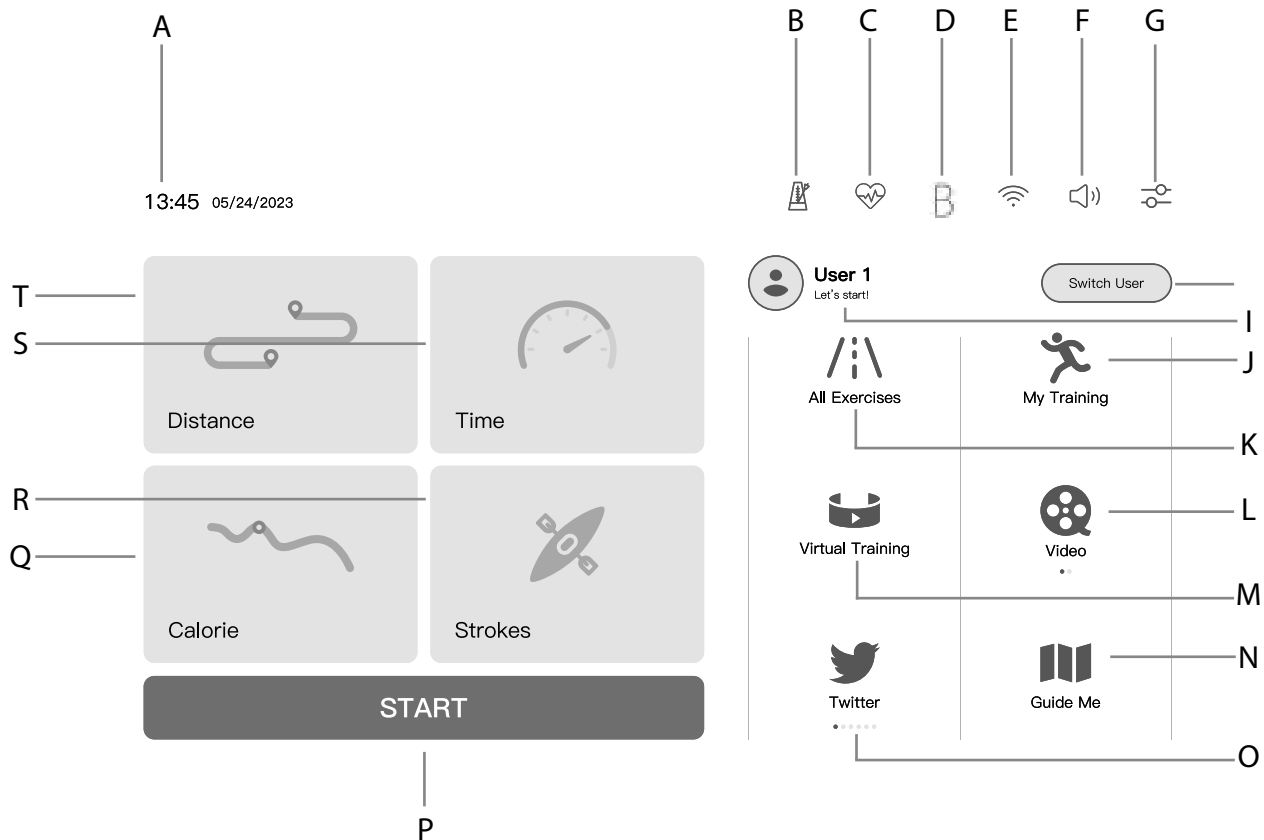 A
B C D E F G
13:45 05/24/2023
B
T
S
Distance
Time
R
Q
Calorie
Strokes
START
P
User 1
Let's start!
Switch User
I
All Exercises
My Training
J
K
Virtual Training
Video
L
M
Twitter
Guide Me
N
O